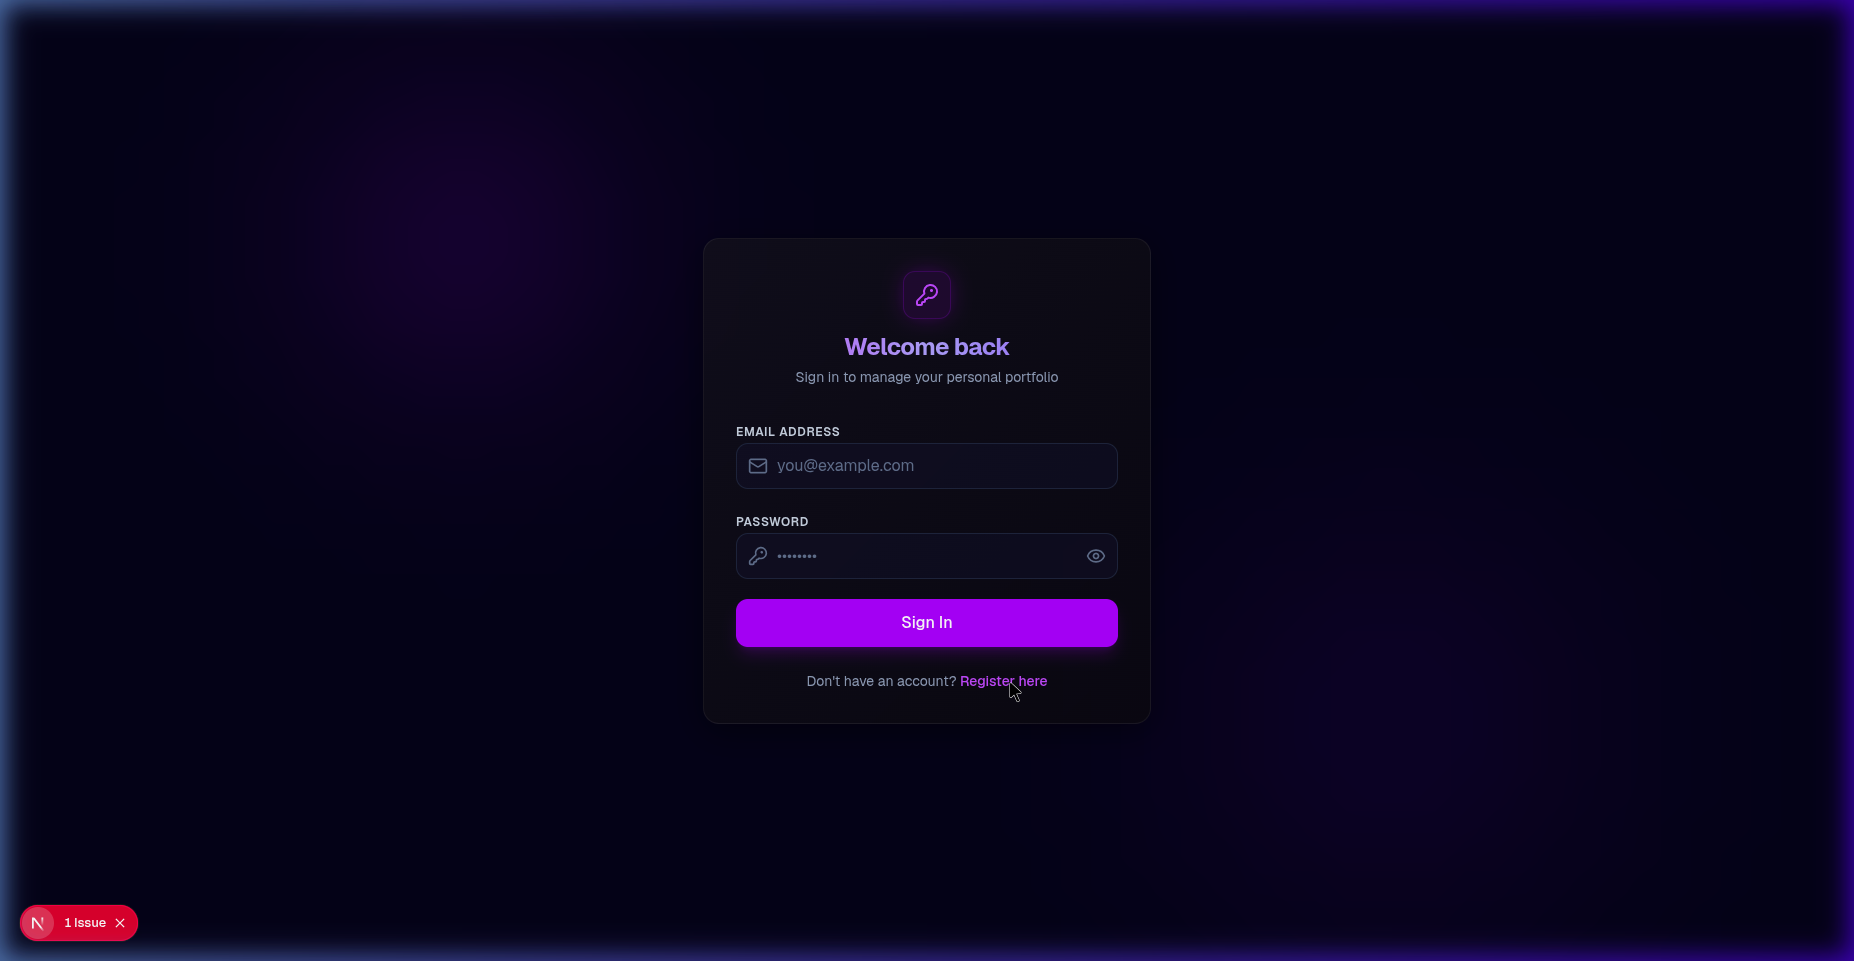 Welcome back
Sign in to manage your personal portfolio
EMAIL ADDRESS
you@example.com
PASSWORD
••••••••
Sign In
Don't have an account? Register here
N 1 Issue